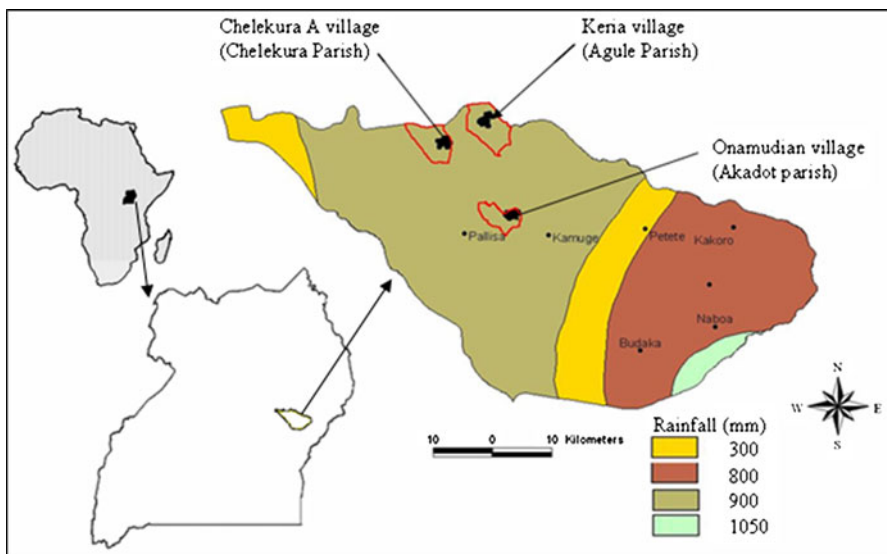 Chelekura A village
(Chelekura Parish)
Keria village
(Agule Parish)
Onamudian village
(Akadot parish)
Pallisa
Kamuge
Petete
Kakoro
Naboa
Budaka
N
W E
S
10 0 10 Kilometers
Rainfall (mm)
300
800
900
1050